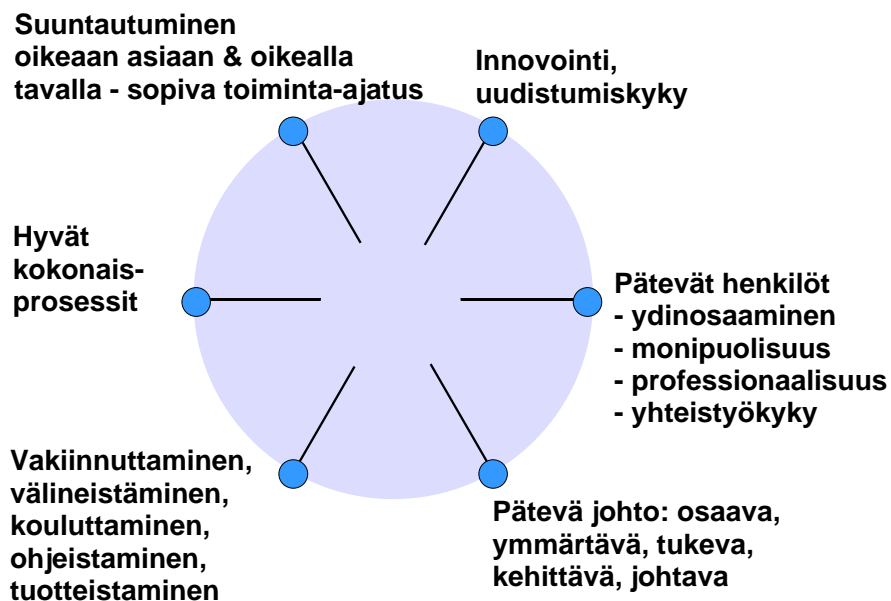 Suuntautuminen
oikeaan asiaan & oikealla
tavalla - sopiva toiminta-ajatus
Innovointi,
uudistumiskyky
Hyvät
kokonais-
prosessit
Pätevät henkilöt
- ydinosaaminen
- monipuolisuus
- professionaalisuus
- yhteistyökyky
Vakiinnuttaminen,
välineistäminen,
kouluttaminen,
ohjeistaminen,
tuotteistaminen
Pätevä johto: osaava,
ymmärtävä, tukeva,
kehittävä, johtava